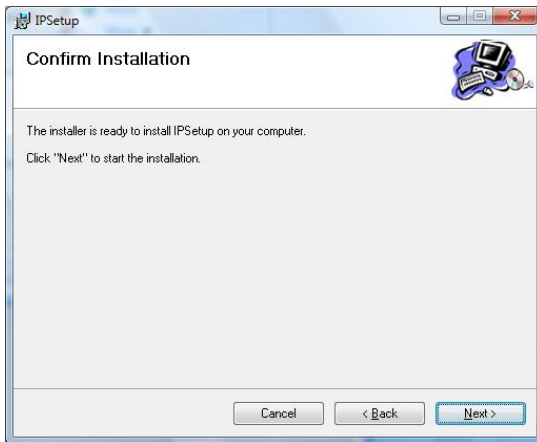 IPSetup
Confirm Installation
The installer is ready to install IPSetup on your computer.
Click "Next" to start the installation.
Cancel
< Back
Next >